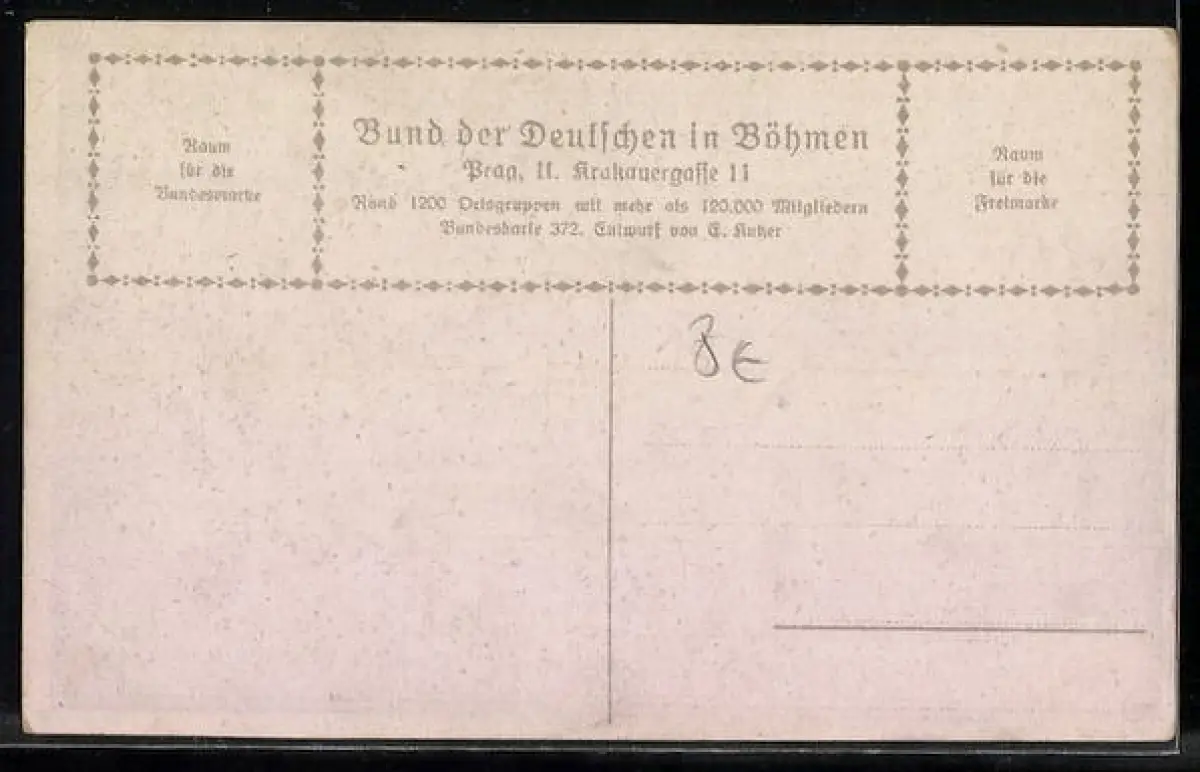 Raum
für die
Bundesmarke
Bund der Deutschen in Böhmen
Prag, II. Krakauergasse 11
Rund 1200 Ortsgruppen mit mehr als 120.000 Mitgliedern
Bundeskarte 372. Entwurf von E. Kutzer
Raum
für die
Freimarke